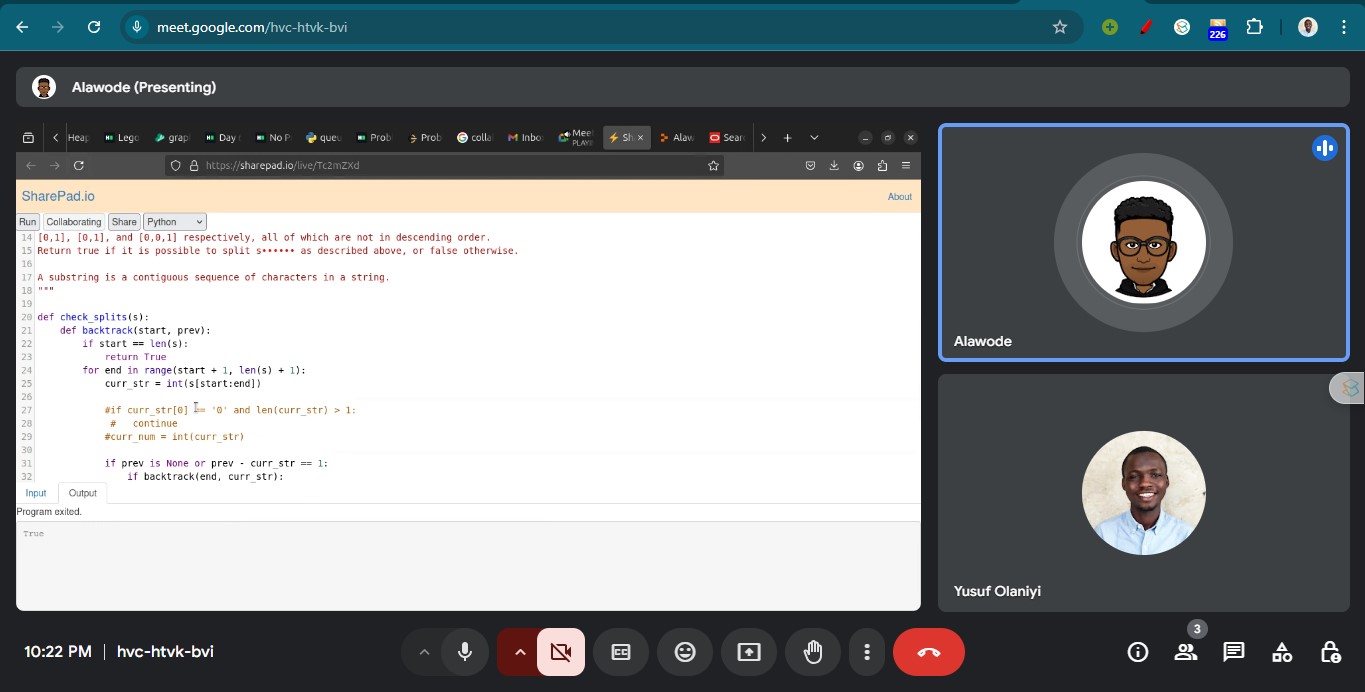 meet.google.com/hvc-htvk-bvi
226
Alawode (Presenting)
Heap Lego grap Day No P queu Prob Prob colla Inbo Meet Sh Alaw Sear
PLAYI
https://sharepad.io/live/Tc2mZXd
SharePad.io
About
Run Collaborating Share Python
14 [0,1], [0,1], and [0,0,1] respectively, all of which are not in descending order.
15 Return true if it is possible to split s•••••• as described above, or false otherwise.
16
17 A substring is a contiguous sequence of characters in a string.
18 """
19
20 def check_splits(s):
21 def backtrack(start, prev):
22 if start == len(s):
23 return True
24 for end in range(start + 1, len(s) + 1):
25 curr_str = int(s[start:end])
26
27 #if curr_str[0] == '0' and len(curr_str) > 1:
28 # continue
29 #curr_num = int(curr_str)
30
31 if prev is None or prev - curr_str == 1:
32 if backtrack(end, curr_str):
Input Output
Program exited.
True
Alawode
Yusuf Olaniyi
10:22 PM | hvc-htvk-bvi
3